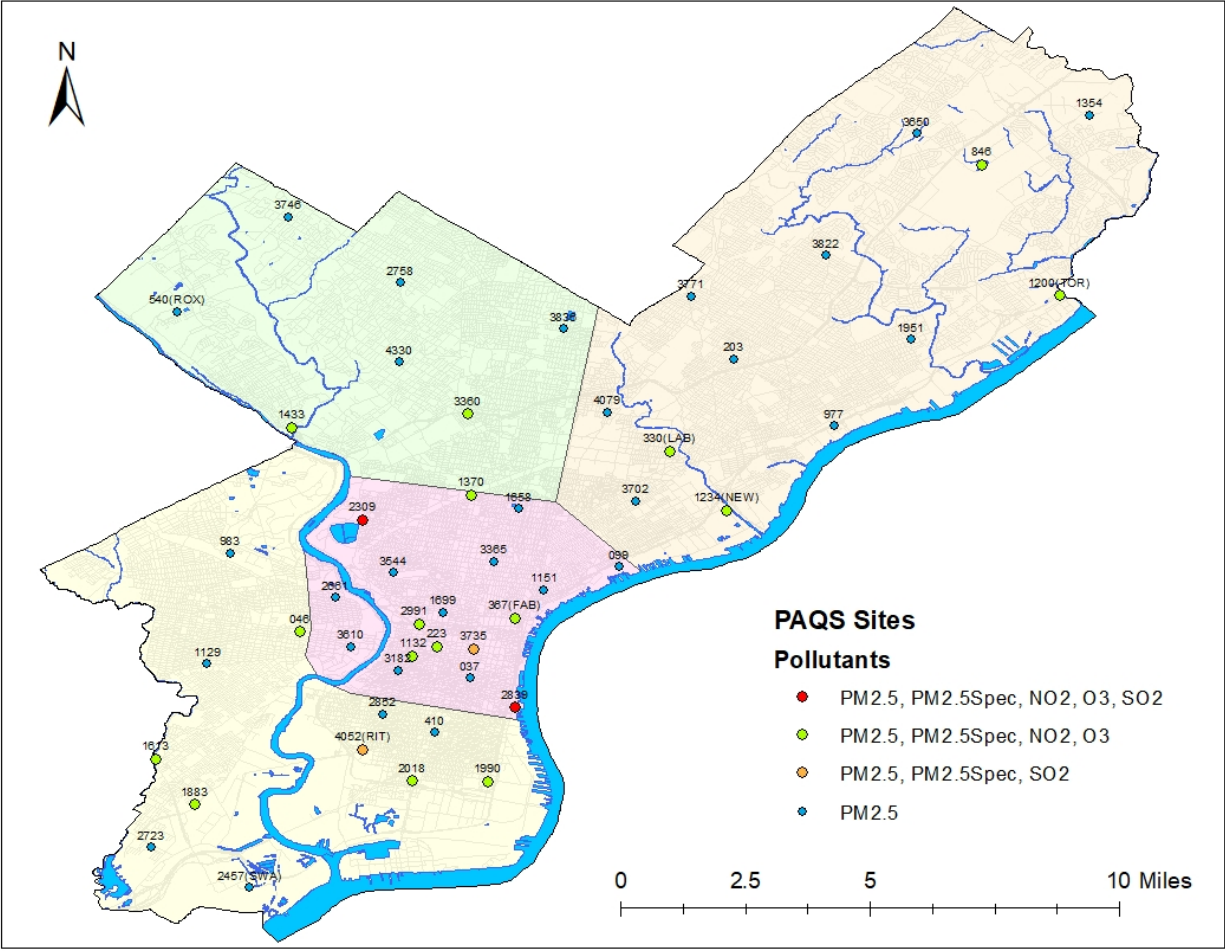 N
1354
3650
846
3746
3822
2758
1200(TOR)
3771
540(ROX)
3836
1951
203
4330
4079
3360
977
1433
330(LAB)
1370
3702
1234(NEW)
1658
2309
983
099
3365
3544
1151
2661
1699
367(FAB)
2991
046
223
3735
3610
1132
3182
1129
037
2839
2862
410
4052(RIT)
1613
2018
1990
1883
2723
2457(SWA)
PAQS Sites
Pollutants
PM2.5, PM2.5Spec, NO2, O3, SO2
PM2.5, PM2.5Spec, NO2, O3
PM2.5, PM2.5Spec, SO2
PM2.5
0 2.5 5 10 Miles